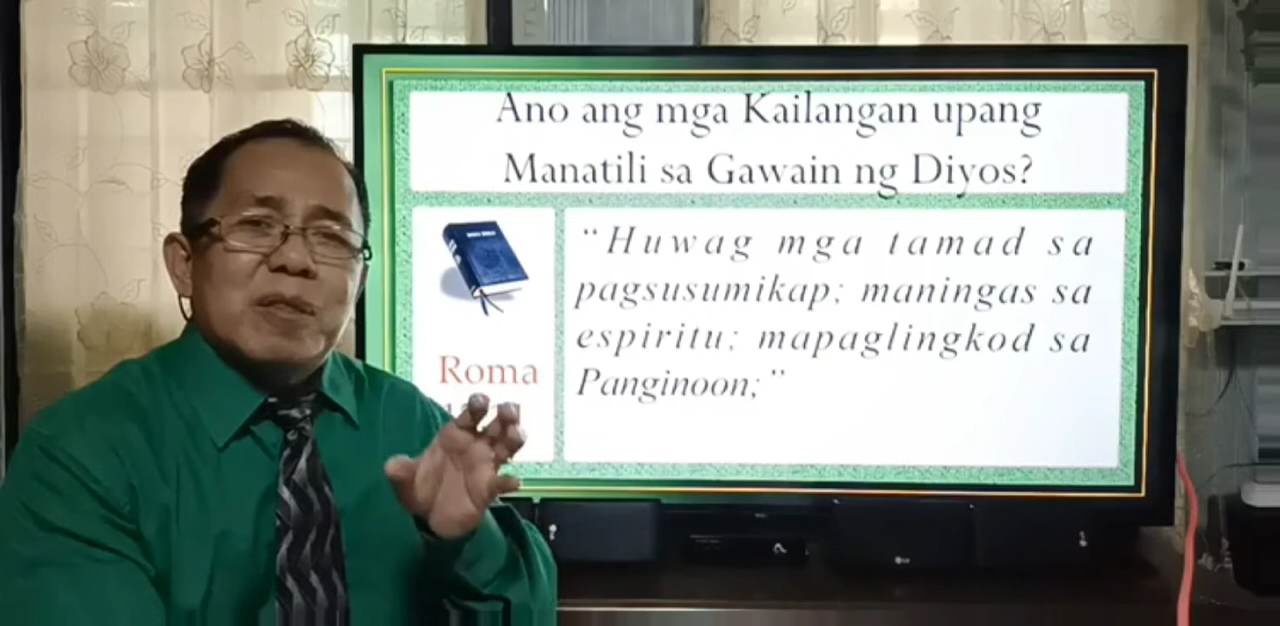 Ano ang mga Kailangan upang
Manatili sa Gawain ng Diyos?
“Huwag mga tamad sa
pagsusumikap; maningas sa
espiritu; mapaglingkod sa
Panginoon;”
Roma
LG